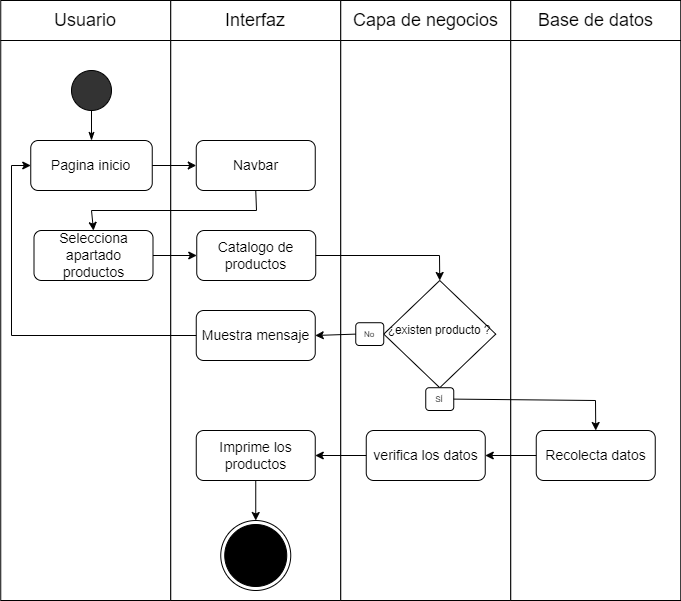 Usuario
Interfaz
Capa de negocios
Base de datos
Pagina inicio
Navbar
Selecciona
apartado
productos
Catalogo de
productos
¿existen producto ?
No
Muestra mensaje
SÍ
Imprime los
productos
verifica los datos
Recolecta datos